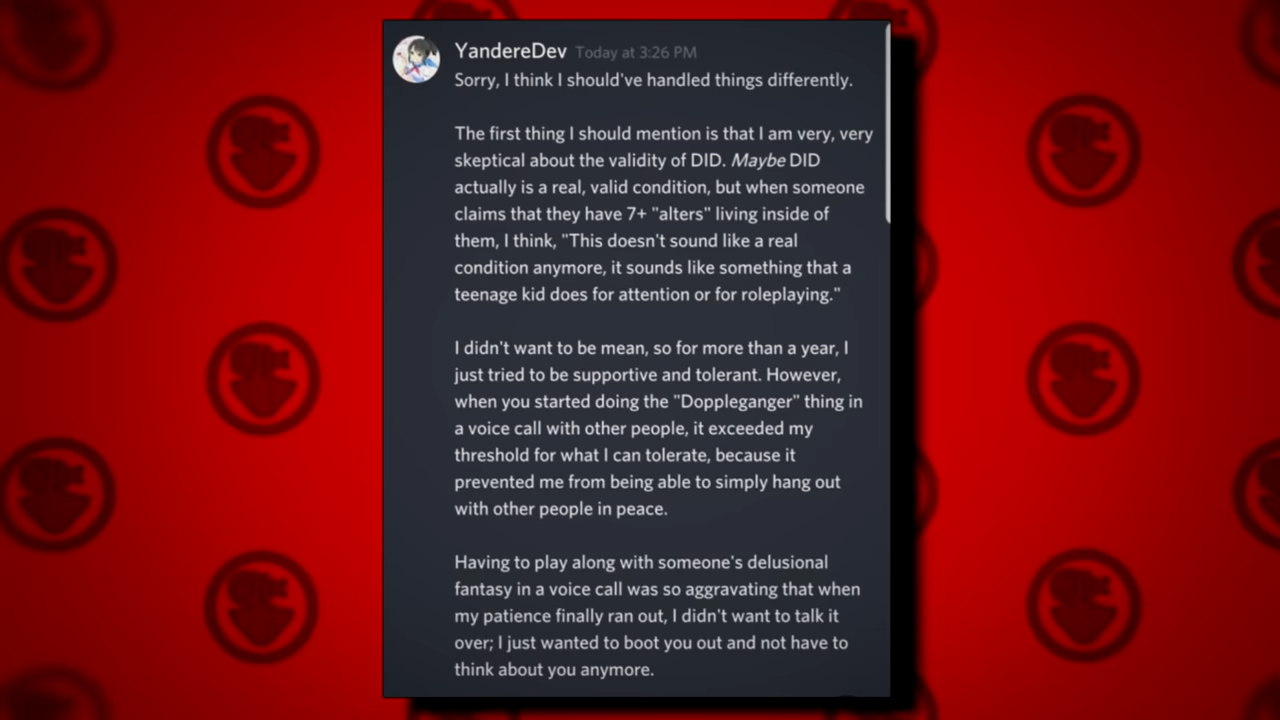 YandereDev Today at 3:26 PM
Sorry, I think I should've handled things differently.
The first thing I should mention is that I am very, very
skeptical about the validity of DID. Maybe DID
actually is a real, valid condition, but when someone
claims that they have 7+ "alters" living inside of
them, I think, "This doesn't sound like a real
condition anymore, it sounds like something that a
teenage kid does for attention or for roleplaying."
I didn't want to be mean, so for more than a year, I
just tried to be supportive and tolerant. However,
when you started doing the "Doppleganger" thing in
a voice call with other people, it exceeded my
threshold for what I can tolerate, because it
prevented me from being able to simply hang out
with other people in peace.
Having to play along with someone's delusional
fantasy in a voice call was so aggravating that when
my patience finally ran out, I didn't want to talk it
over; I just wanted to boot you out and not have to
think about you anymore.